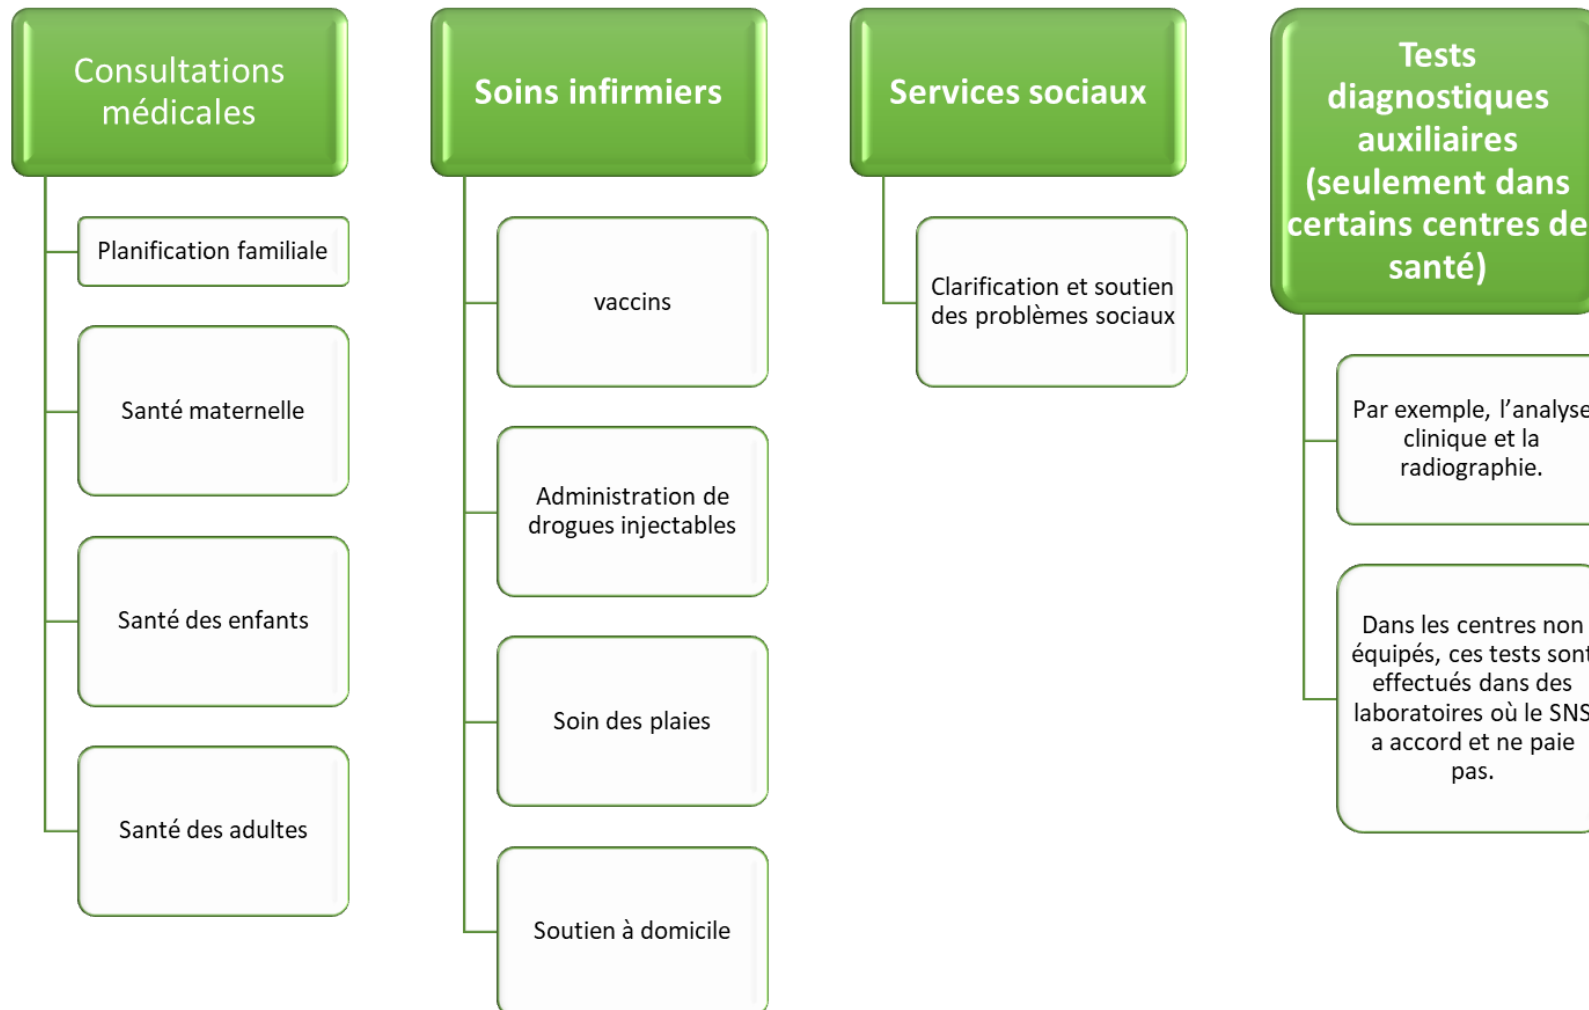 Consultations
médicales
Planification familiale
Santé maternelle
Santé des enfants
Santé des adultes
Soins infirmiers
vaccins
Administration de
drogues injectables
Soin des plaies
Soutien à domicile
Services sociaux
Clarification et soutien
des problèmes sociaux
Tests
diagnostiques
auxiliaires
(seulement dans
certains centres de
santé)
Par exemple, l’analyse
clinique et la
radiographie.
Dans les centres non
équipés, ces tests sont
effectués dans des
laboratoires où le SNS
a accord et ne paie
pas.